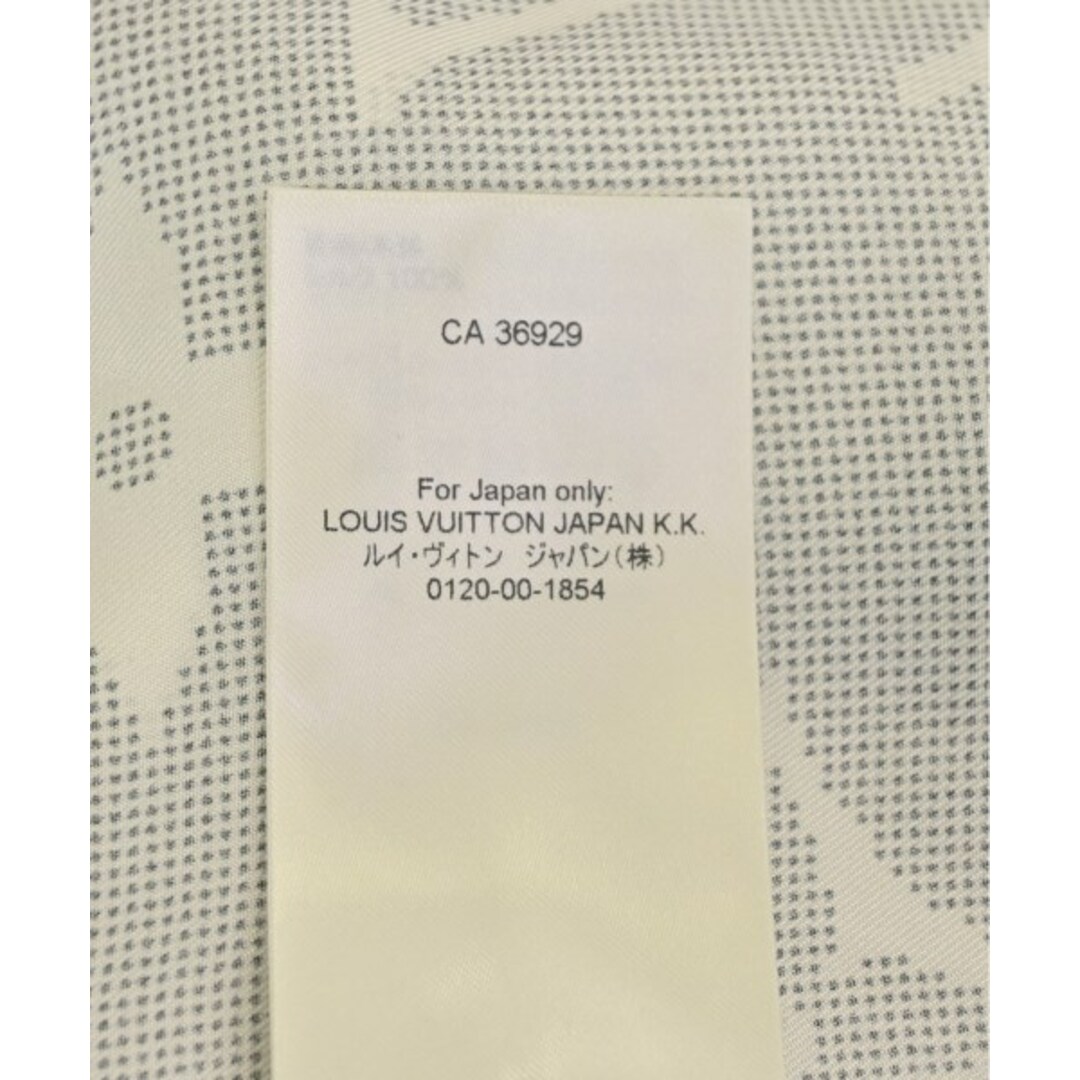 CA 36929
For Japan only:
LOUIS VUITTON JAPAN K.K.
ルイ・ヴィトン ジャパン(株)
0120-00-1854